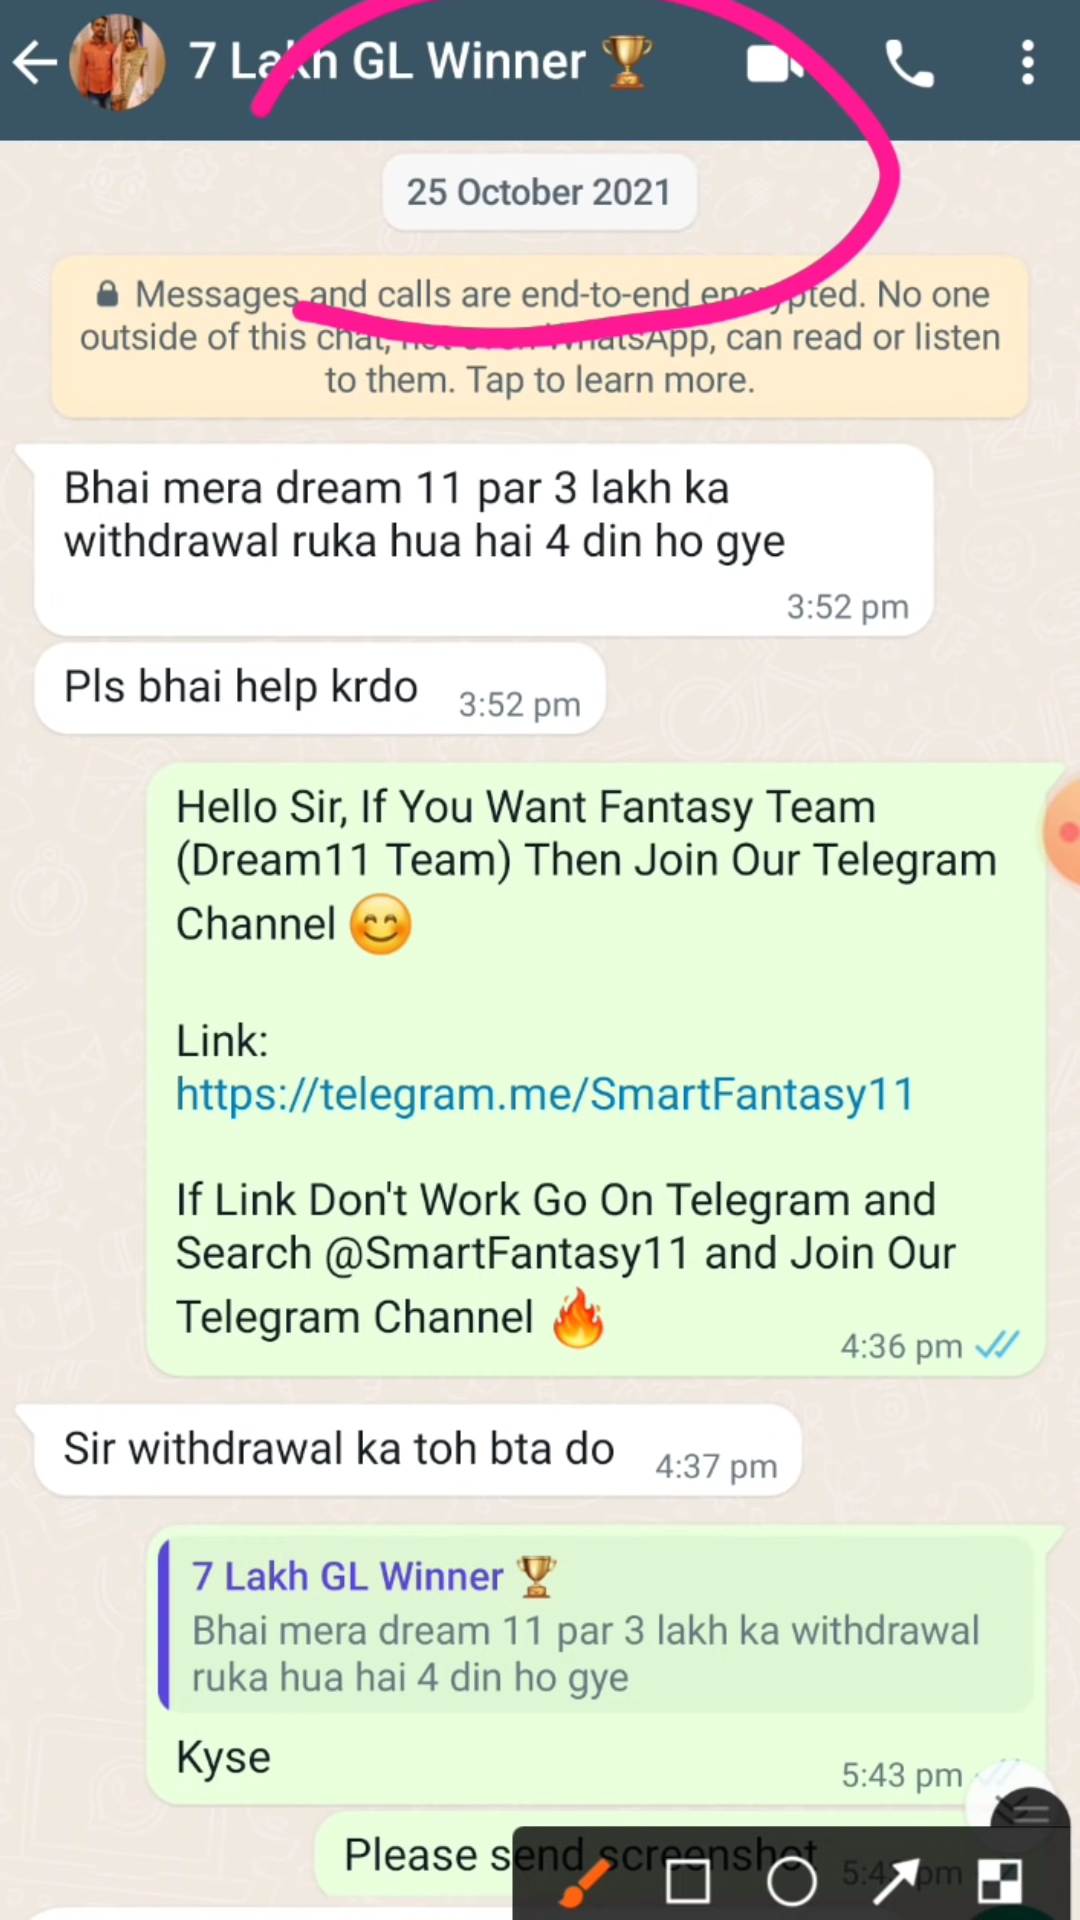 7 Lakh GL Winner 🏆
25 October 2021
Messages and calls are end-to-end encrypted. No one
outside of this chat, not even WhatsApp, can read or listen
to them. Tap to learn more.
Bhai mera dream 11 par 3 lakh ka
withdrawal ruka hua hai 4 din ho gye
3:52 pm
Pls bhai help krdo 3:52 pm
Hello Sir, If You Want Fantasy Team
(Dream11 Team) Then Join Our Telegram
Channel 😊
Link:
https://telegram.me/SmartFantasy11
If Link Don't Work Go On Telegram and
Search @SmartFantasy11 and Join Our
Telegram Channel 🔥
4:36 pm
Sir withdrawal ka toh bta do 4:37 pm
7 Lakh GL Winner 🏆
Bhai mera dream 11 par 3 lakh ka withdrawal
ruka hua hai 4 din ho gye
Kyse 5:43 pm
Please send screenshot